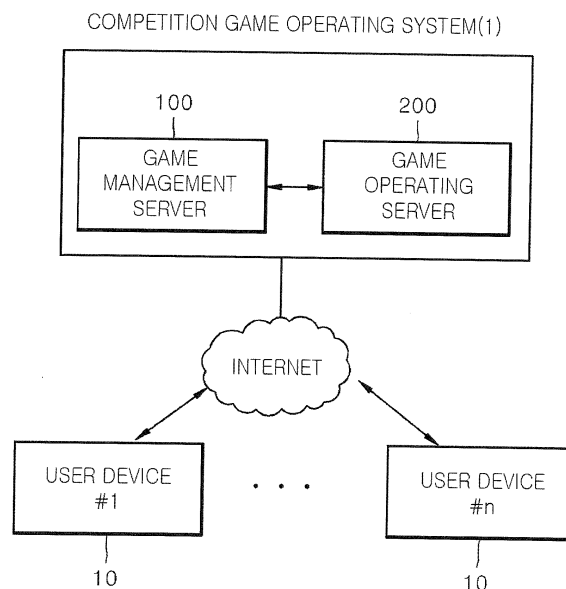 COMPETITION GAME OPERATING SYSTEM(1)
100
200
GAME
MANAGEMENT
SERVER
GAME
OPERATING
SERVER
INTERNET
USER DEVICE
#1
. . .
USER DEVICE
#n
10
10